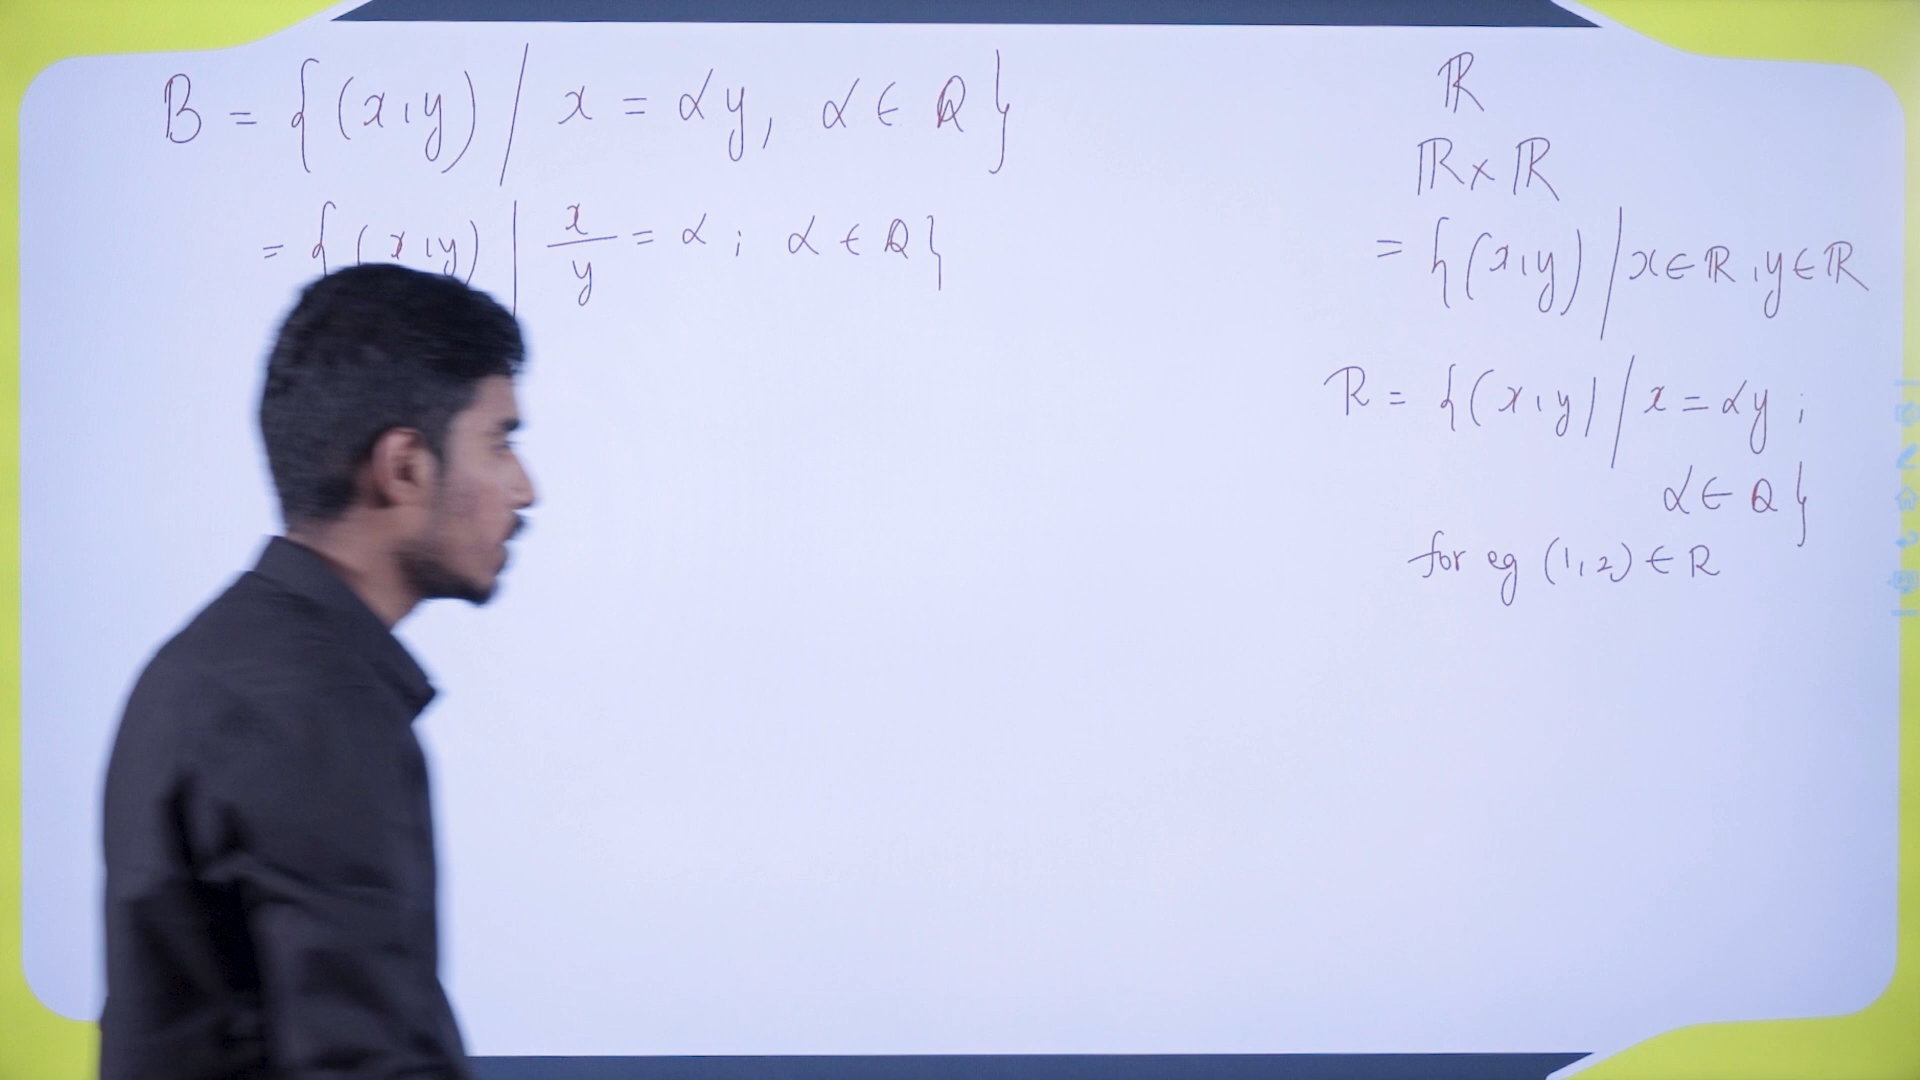 B = {(x,y) / x = αy, α ∈ Q}
= {(x,y) | x/y = α ; α ∈ Q}
ℝ
ℝ × ℝ
= {(x,y) / x ∈ ℝ, y ∈ ℝ
R = {(x,y) / x = αy ;
α ∈ Q}
for eg (1,2) ∈ R